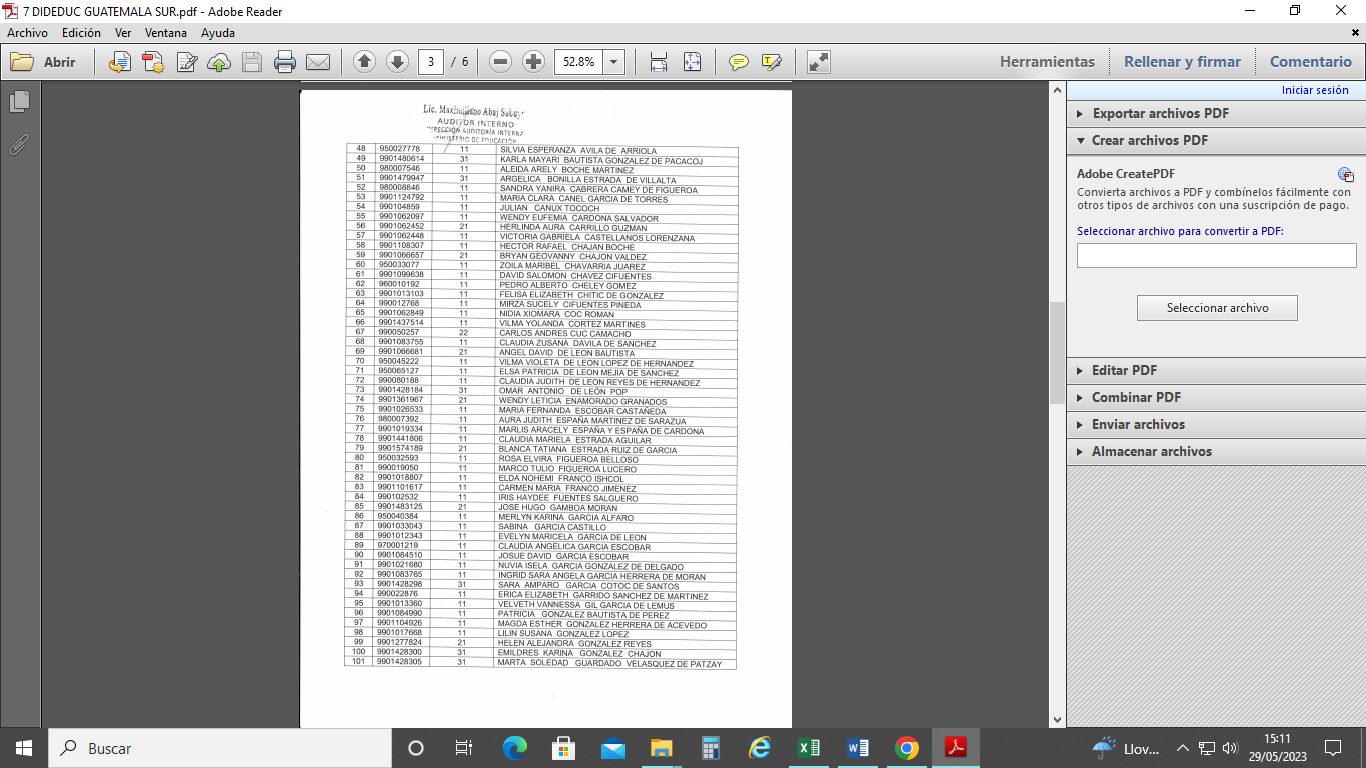 7 DIDEDUC GUATEMALA SUR.pdf - Adobe Reader
Archivo Edición Ver Ventana Ayuda
Abrir 3 / 6 52.8% Herramientas Rellenar y firmar Comentario
Iniciar sesión
Exportar archivos PDF
Crear archivos PDF
Adobe CreatePDF
Convierta archivos a PDF y combínelos fácilmente con
otros tipos de archivos con una suscripción de pago.
Seleccionar archivo para convertir a PDF:
Seleccionar archivo
Editar PDF
Combinar PDF
Enviar archivos
Almacenar archivos
Lic. Maximiliano Abaj Subuy
AUDITOR INTERNO
DIRECCIÓN AUDITORÍA INTERNA
MINISTERIO DE EDUCACIÓN
48 950027778 11 SILVIA ESPERANZA AVILA DE ARRIOLA
49 9901480614 31 KARLA MAYARI BAUTISTA GONZALEZ DE PACACOJ
50 980007546 11 ALEIDA ARELY BOCHE MARTINEZ
51 9901479947 31 ARGELICA BONILLA ESTRADA DE VILLALTA
52 980008846 11 SANDRA YANIRA CABRERA CAMEY DE FIGUEROA
53 9901124792 11 MARIA CLARA CANEL GARCIA DE TORRES
54 990104859 11 JULIAN CANUX TOCOCH
55 9901062097 11 WENDY EUFEMIA CARDONA SALVADOR
56 9901062452 21 HERLINDA AURA CARRILLO GUZMAN
57 9901062448 11 VICTORIA GABRIELA CASTELLANOS LORENZANA
58 9901108307 11 HECTOR RAFAEL CHAJAN BOCHE
59 9901066657 21 BRYAN GEOVANNY CHAJON VALDEZ
60 950033077 11 ZOILA MARIBEL CHAVARRIA JUAREZ
61 9901099638 11 DAVID SALOMON CHAVEZ CIFUENTES
62 960010192 11 PEDRO ALBERTO CHELEY GOMEZ
63 9901013103 11 FELISA ELIZABETH CHITIC DE GONZALEZ
64 990012768 11 MIRZA SUCELY CIFUENTES PINEDA
65 9901062849 11 NIDIA XIOMARA COC ROMAN
66 9901437514 11 VILMA YOLANDA CORTEZ MARTINES
67 990050257 22 CARLOS ANDRES CUC CAMACHO
68 9901083755 11 CLAUDIA ZUSANA DAVILA DE SANCHEZ
69 9901066681 21 ANGEL DAVID DE LEON BAUTISTA
70 950045222 11 VILMA VIOLETA DE LEON LOPEZ DE HERNANDEZ
71 950065127 11 ELSA PATRICIA DE LEON MEJIA DE SANCHEZ
72 990080188 11 CLAUDIA JUDITH DE LEON REYES DE HERNANDEZ
73 9901428184 31 OMAR ANTONIO DE LEÓN POP
74 9901361967 21 WENDY LETICIA ENAMORADO GRANADOS
75 9901026533 11 MARIA FERNANDA ESCOBAR CASTAÑEDA
76 980007392 11 AURA JUDITH ESPAÑA MARTINEZ DE SARAZUA
77 9901019334 11 MARLIS ARACELY ESPAÑA Y ESPAÑA DE CARDONA
78 9901441806 11 CLAUDIA MARIELA ESTRADA AGUILAR
79 9901574189 21 BLANCA TATIANA ESTRADA RUIZ DE GARCIA
80 950032593 11 ROSA ELVIRA FIGUEROA BELLOSO
81 990019050 11 MARCO TULIO FIGUEROA LUCERO
82 9901018807 11 ELDA NOHEMI FRANCO ISHCOL
83 9901101617 11 CARMEN MARIA FRANCO JIMENEZ
84 990102532 11 IRIS HAYDEE FUENTES SALGUERO
85 9901483125 21 JOSE HUGO GAMBOA MORAN
86 950040384 11 MERLYN KARINA GARCIA ALFARO
87 9901033043 11 SABINA GARCIA CASTILLO
88 9901012343 11 EVELYN MARICELA GARCIA DE LEON
89 970001219 11 CLAUDIA ANGELICA GARCIA ESCOBAR
90 9901084510 11 JOSUE DAVID GARCIA ESCOBAR
91 9901021680 11 NUVIA ISELA GARCIA GONZALEZ DE DELGADO
92 9901083765 11 INGRID SARA ANGELA GARCIA HERRERA DE MORAN
93 9901428298 31 SARA AMPARO GARCIA COTOC DE SANTOS
94 990022876 11 ERICA ELIZABETH GARRIDO SANCHEZ DE MARTINEZ
95 9901013360 11 VELVETH VANNESSA GIL GARCIA DE LEMUS
96 9901084990 11 PATRICIA GONZALEZ BAUTISTA DE PEREZ
97 9901104926 11 MAGDA ESTHER GONZALEZ HERRERA DE ACEVEDO
98 9901017668 11 LILIN SUSANA GONZALEZ LOPEZ
99 9901277824 21 HELEN ALEJANDRA GONZALEZ REYES
100 9901428300 31 EMILDRES KARINA GONZALEZ CHAJON
101 9901428305 31 MARTA SOLEDAD GUARDADO VELASQUEZ DE PATZAY
Buscar
Llov...
15:11
29/05/2023